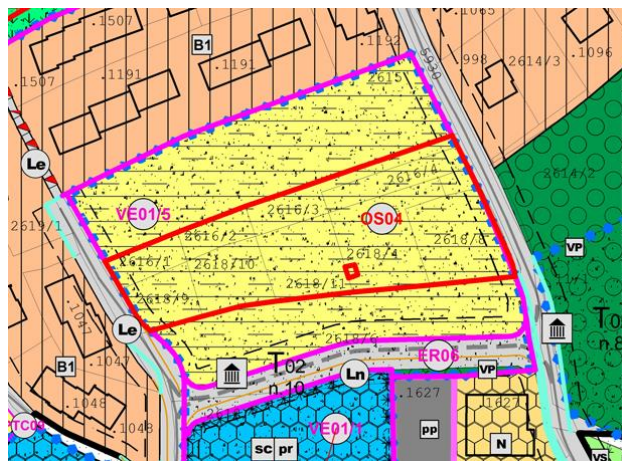 .1507
B1
.1192
.1065
.1191
.1191
.1507
5930
.998
2614/3
.1096
2615
Le
2616/4
2614/2
VE01/5
2616/3
OS04
2619/1
2616/2
2618/8
VP
2616/1
2618/10
2618/4
2618/11
2618/9
.1047
Le
2618/6
T.02
n.10
ER06
B1
.1047
Ln
VP
.1048
.1048
.1627
1627
TC09
VE01/1
pp
N
sc
pr
VS